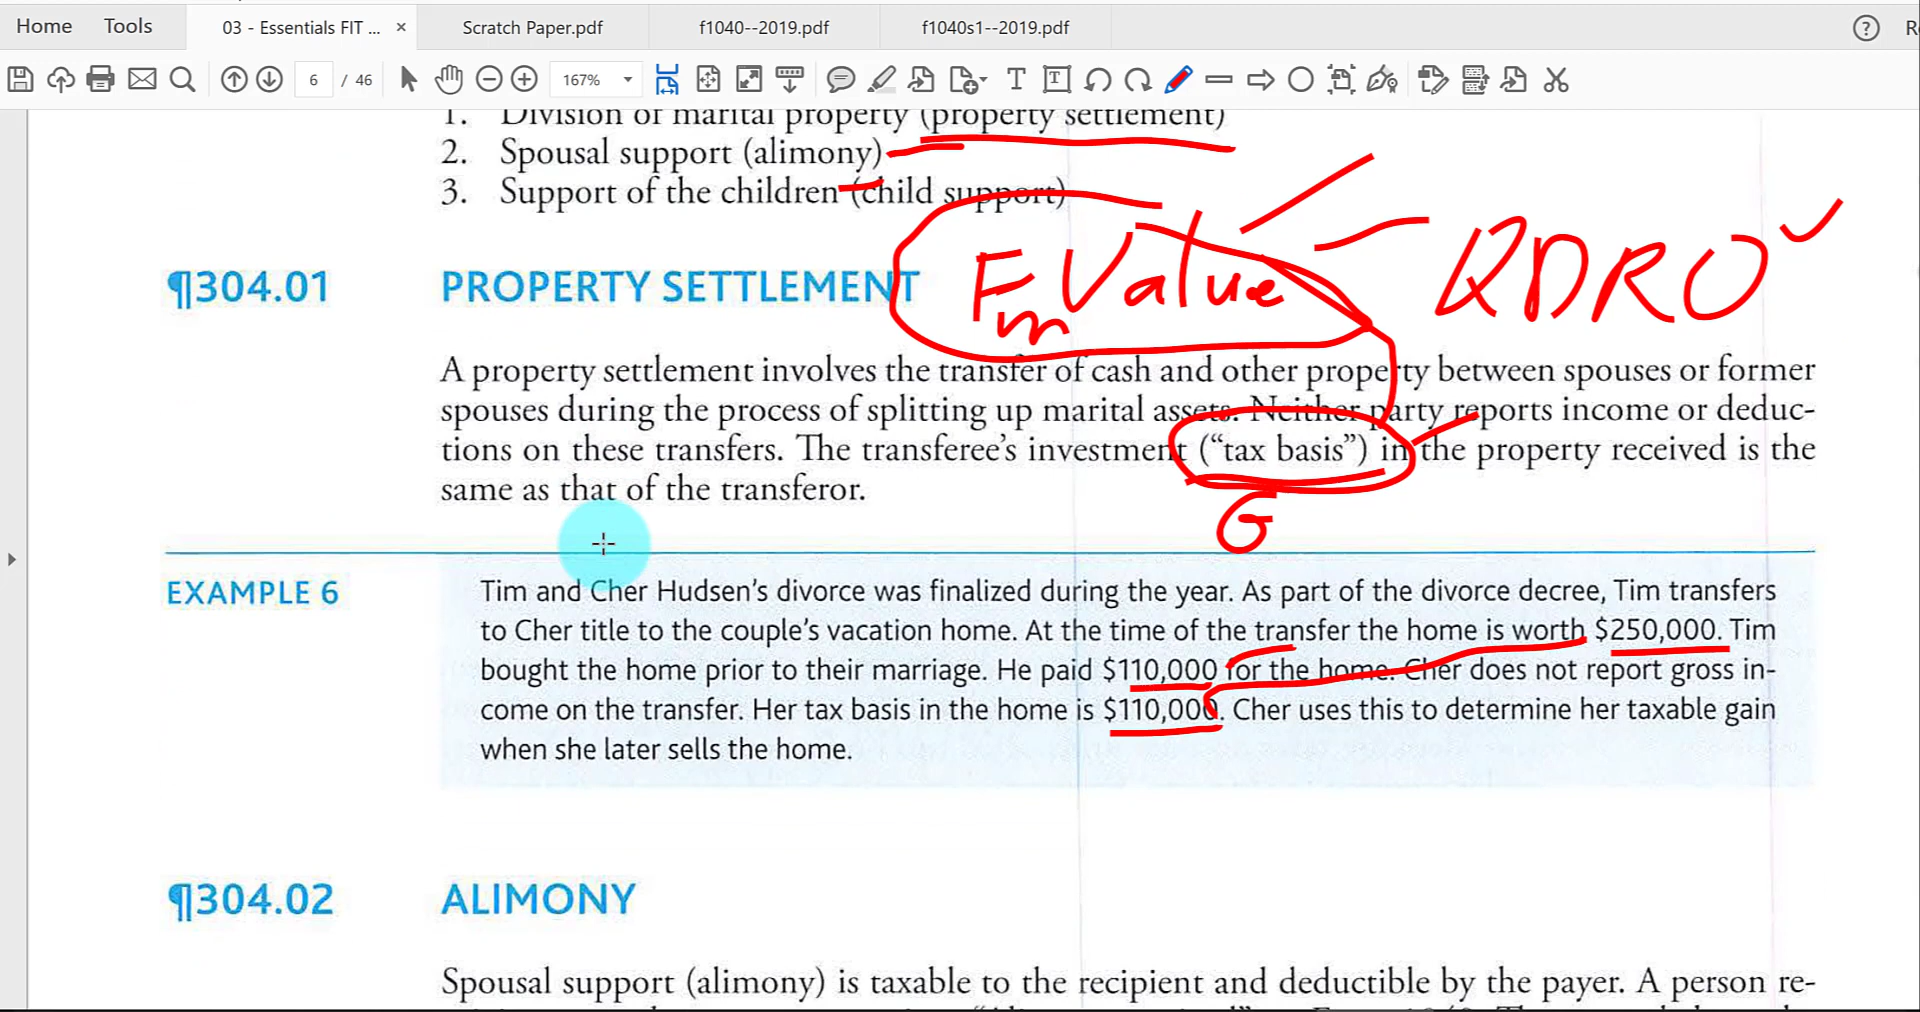 Home Tools 03 - Essentials FIT ... × Scratch Paper.pdf f1040--2019.pdf f1040s1--2019.pdf ?
6 / 46 167%
1. Division of marital property (property settlement)
2. Spousal support (alimony)
3. Support of the children (child support)
Fm Value QDRO
¶304.01 PROPERTY SETTLEMENT
A property settlement involves the transfer of cash and other property between spouses or former
spouses during the process of splitting up marital assets. Neither party reports income or deduc-
tions on these transfers. The transferee's investment (“tax basis”) in the property received is the
same as that of the transferor.
EXAMPLE 6 Tim and Cher Hudsen's divorce was finalized during the year. As part of the divorce decree, Tim transfers
to Cher title to the couple's vacation home. At the time of the transfer the home is worth $250,000. Tim
bought the home prior to their marriage. He paid $110,000 for the home. Cher does not report gross in-
come on the transfer. Her tax basis in the home is $110,000. Cher uses this to determine her taxable gain
when she later sells the home.
¶304.02 ALIMONY
Spousal support (alimony) is taxable to the recipient and deductible by the payer. A person re-